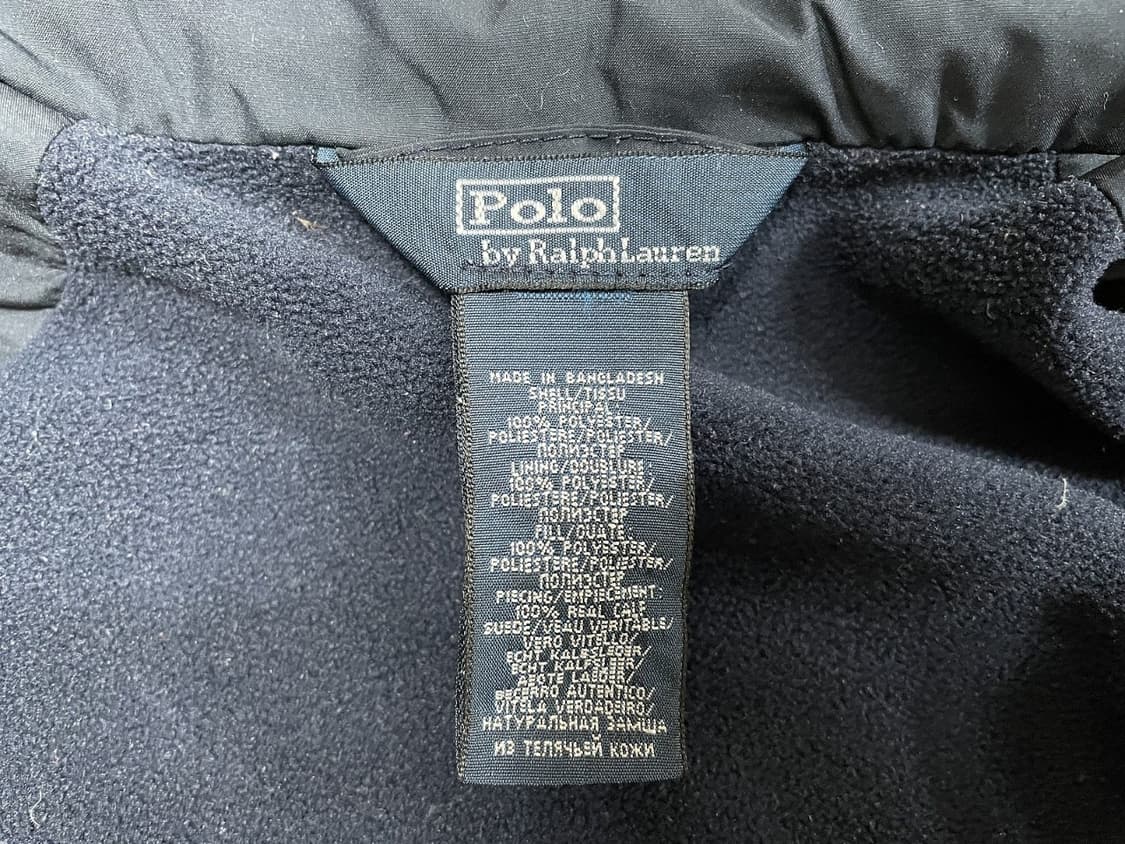 Polo
by Ralph Lauren
MADE IN BANGLADESH
SHELL/TISSU
PRINCIPAL:
100% POLYESTER/
POLIESTERE/POLIESTER/
ПОЛИЭСТЕР
LINING/DOUBLURE:
100% POLYESTER/
POLIESTERE/POLIESTER/
ПОЛИЭСТЕР
FILL/OUATE
100% POLYESTER/
POLIESTERE/POLIESTER/
ПОЛИЭСТЕР
PIECING/EMPIECEMENT:
100% REAL CALF
SUEDE/VEAU VERITABLE/
VERO VITELLO/
ECHT KALFSLEDER/
ECHT KALFSLEER/
AEGTE LAEDER/
BECERRO AUTENTICO/
VITELA VERDADEIRO/
НАТУРАЛЬНАЯ ЗАМША
ИЗ ТЕЛЯЧЬЕЙ КОЖИ